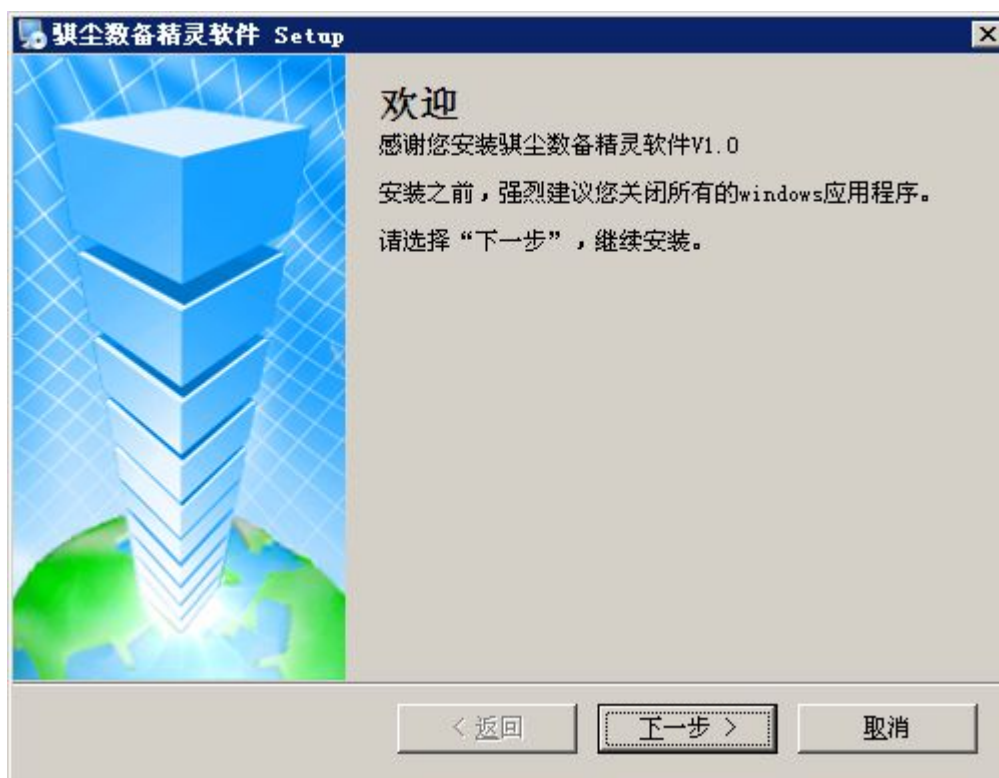 骐尘数备精灵软件 Setup
欢迎
感谢您安装骐尘数备精灵软件V1.0
安装之前，强烈建议您关闭所有的windows应用程序。
请选择“下一步”，继续安装。
< 返回
下一步 >
取消